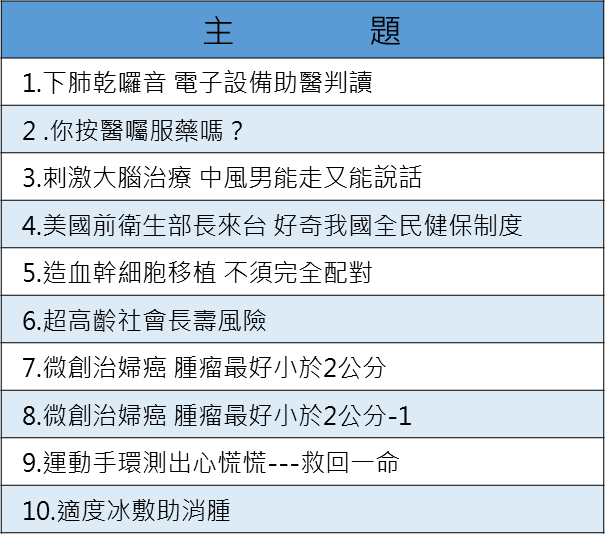 主 題
1.下肺乾囉音 電子設備助醫判讀
2 .你按醫囑服藥嗎？
3.刺激大腦治療 中風男能走又能說話
4.美國前衛生部長來台 好奇我國全民健保制度
5.造血幹細胞移植 不須完全配對
6.超高齡社會長壽風險
7.微創治婦癌 腫瘤最好小於2公分
8.微創治婦癌 腫瘤最好小於2公分-1
9.運動手環測出心慌慌---救回一命
10.適度冰敷助消腫